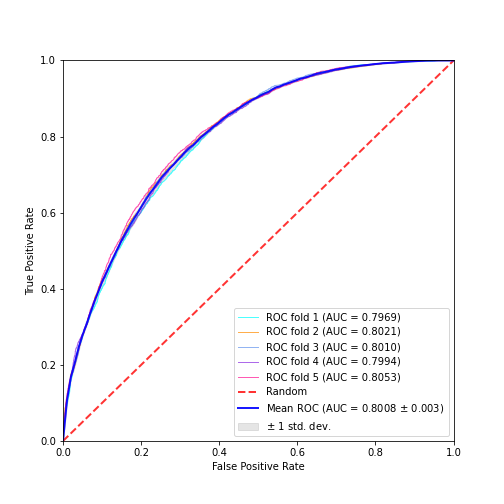 1.0
0.8
0.6
0.4
0.2
0.0
True Positive Rate
ROC fold 1 (AUC = 0.7969)
ROC fold 2 (AUC = 0.8021)
ROC fold 3 (AUC = 0.8010)
ROC fold 4 (AUC = 0.7994)
ROC fold 5 (AUC = 0.8053)
Random
Mean ROC (AUC = 0.8008 ± 0.003)
± 1 std. dev.
0.0 0.2 0.4 0.6 0.8 1.0
False Positive Rate